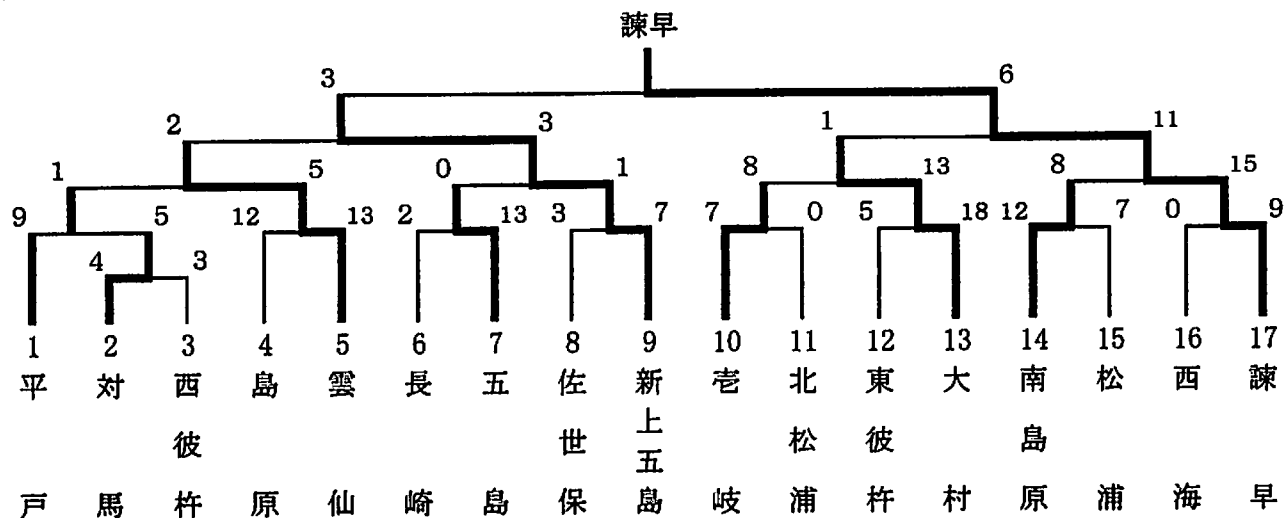 諫早
3 6
2 3 1 11
1 5 0 1 8 13 8 15
9 5 12 13 2 13 3 7 7 0 5 18 12 7 0 9
4 3
1 2 3 4 5 6 7 8 9 10 11 12 13 14 15 16 17
平戸
対馬
西彼杵
島原
雲仙
長崎
五島
佐世保
新上五島
壱岐
北松浦
東彼杵
大村
南島原
松浦
西海
諫早